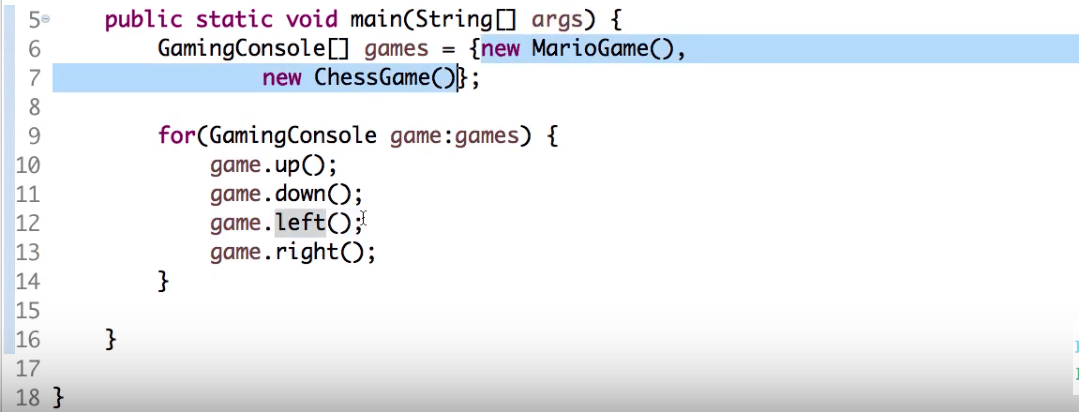 5 public static void main(String[] args) {
6 GamingConsole[] games = {new MarioGame(),
7 new ChessGame()};
8
9 for(GamingConsole game:games) {
10 game.up();
11 game.down();
12 game.left();
13 game.right();
14 }
15
16 }
17
18 }